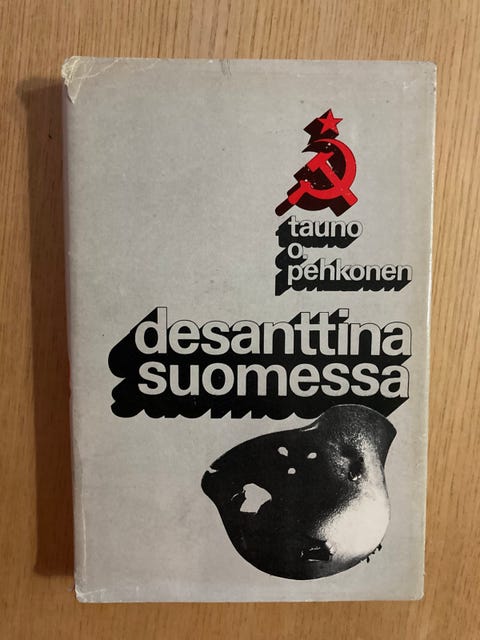 tauno
o.
pehkonen
desanttina
suomessa